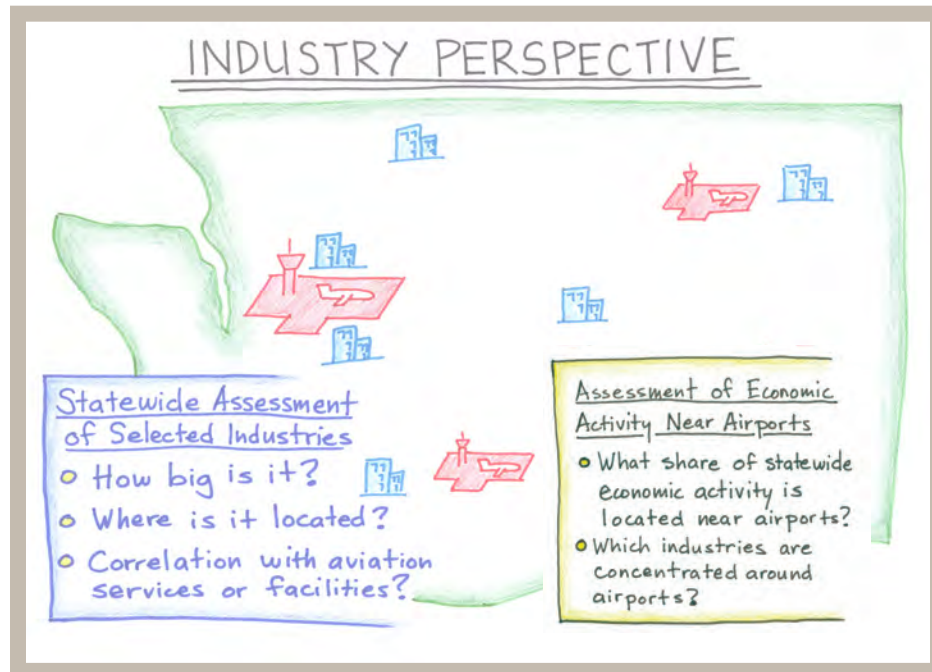 INDUSTRY PERSPECTIVE
Statewide Assessment
of Selected Industries
How big is it?
Where is it located?
Correlation with aviation
services or facilities?
Assessment of Economic
Activity Near Airports
What share of statewide
economic activity is
located near airports?
Which industries are
concentrated around
airports?